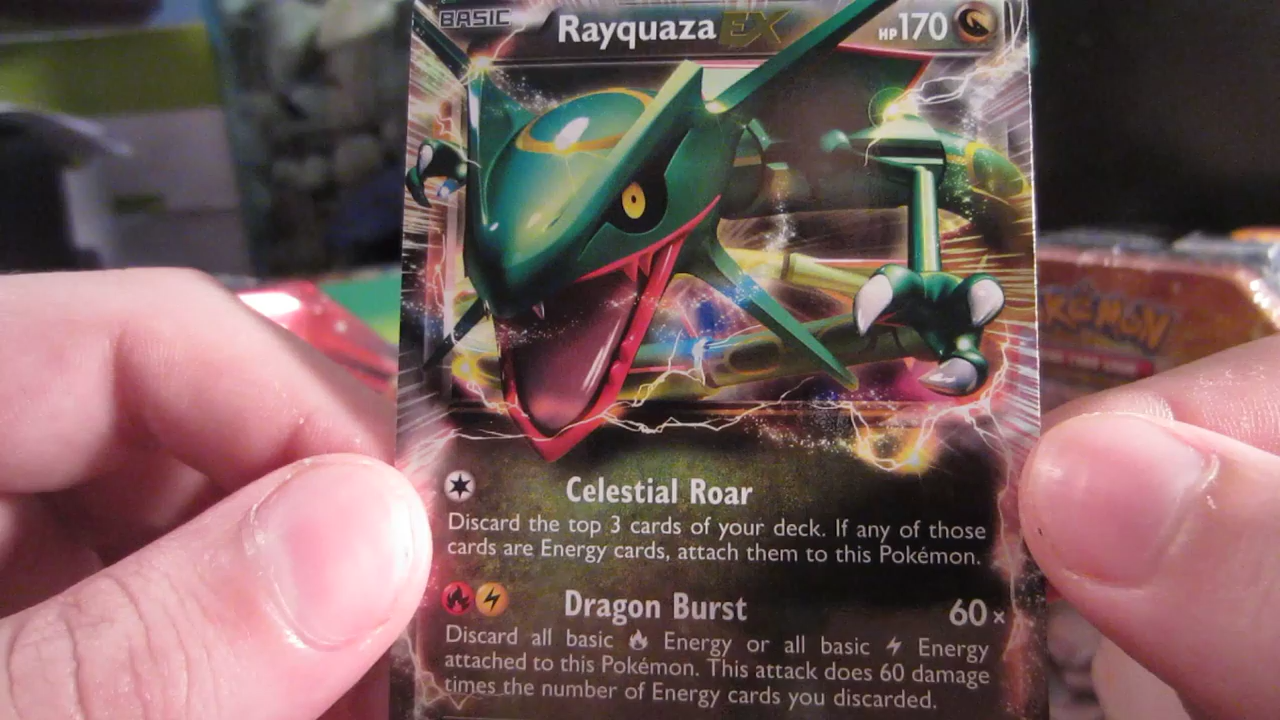 BASIC Rayquaza EX HP170
Celestial Roar
Discard the top 3 cards of your deck. If any of those
cards are Energy cards, attach them to this Pokémon.
Dragon Burst 60×
Discard all basic Energy or all basic Energy
attached to this Pokémon. This attack does 60 damage
times the number of Energy cards you discarded.
POKÉMON